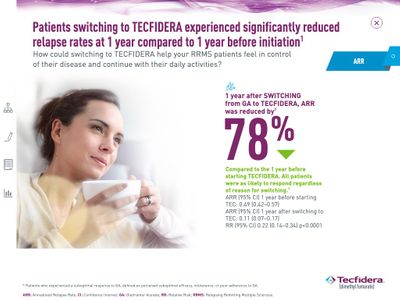 Patients switching to TECFIDERA experienced significantly reduced
relapse rates at 1 year compared to 1 year before initiation¹
How could switching to TECFIDERA help your RRMS patients feel in control
of their disease and continue with their daily activities?
ARR
1 year after SWITCHING
from GA to TECFIDERA, ARR
was reduced by*
78%
Compared to the 1 year before
starting TECFIDERA. All patients
were as likely to respond regardless
of reason for switching.*
ARR (95% CI) 1 year before starting
TEC: 0.49 (0.42–0.57)
ARR (95% CI) 1 year after switching to
TEC: 0.11 (0.07–0.17)
RR (95% CI) 0.22 (0.14–0.34) p<0.0001
* Patients who experienced a suboptimal response to GA, defined as perceived suboptimal efficacy, intolerance, or poor adherence to GA.
ARR: Annualised Relapse Rate; CI: Confidence Interval; GA: Glatiramer Acetate; RR: Relative Risk; RRMS: Relapsing Remitting Multiple Sclerosis.
Tecfidera
(dimethyl fumarate)